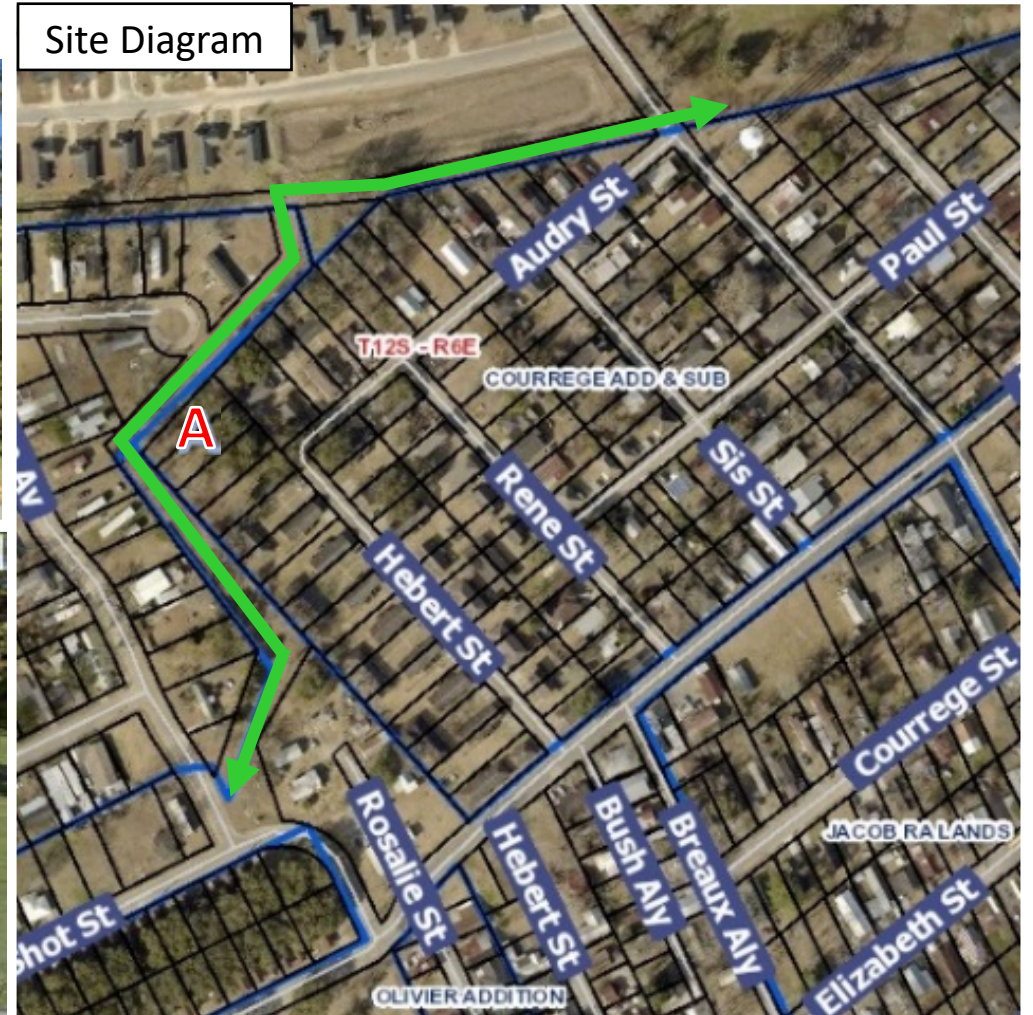 Site Diagram
Audry St
Paul St
T12S - R6E
COURREGE ADD & SUB
A
Av
Sis St
Rene St
Hebert St
Courrege St
Rosalie St
Hebert St
Bush Aly
Breaux Aly
JACOB RA LANDS
Shot St
Elizabeth St
OLIVIER ADDITION